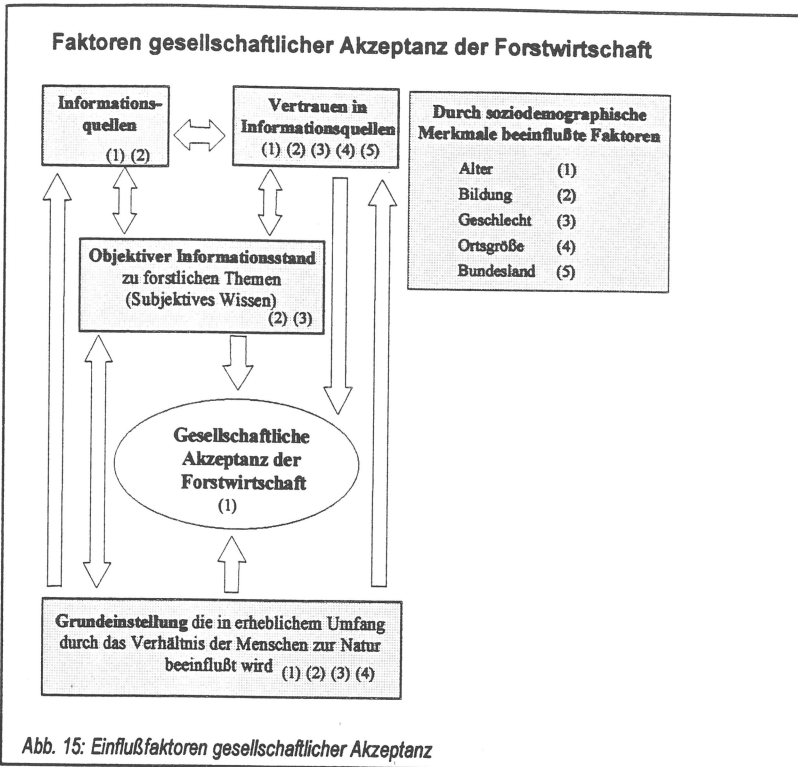 Faktoren gesellschaftlicher Akzeptanz der Forstwirtschaft
Informations-
quellen
(1) (2)
Vertrauen in
Informationsquellen
(1) (2) (3) (4) (5)
Durch soziodemographische
Merkmale beeinflußte Faktoren
Alter (1)
Bildung (2)
Geschlecht (3)
Ortsgröße (4)
Bundesland (5)
Objektiver Informationsstand
zu forstlichen Themen
(Subjektives Wissen)
(2) (3)
Gesellschaftliche
Akzeptanz der
Forstwirtschaft
(1)
Grundeinstellung die in erheblichem Umfang
durch das Verhältnis der Menschen zur Natur
beeinflußt wird (1) (2) (3) (4)
Abb. 15: Einflußfaktoren gesellschaftlicher Akzeptanz